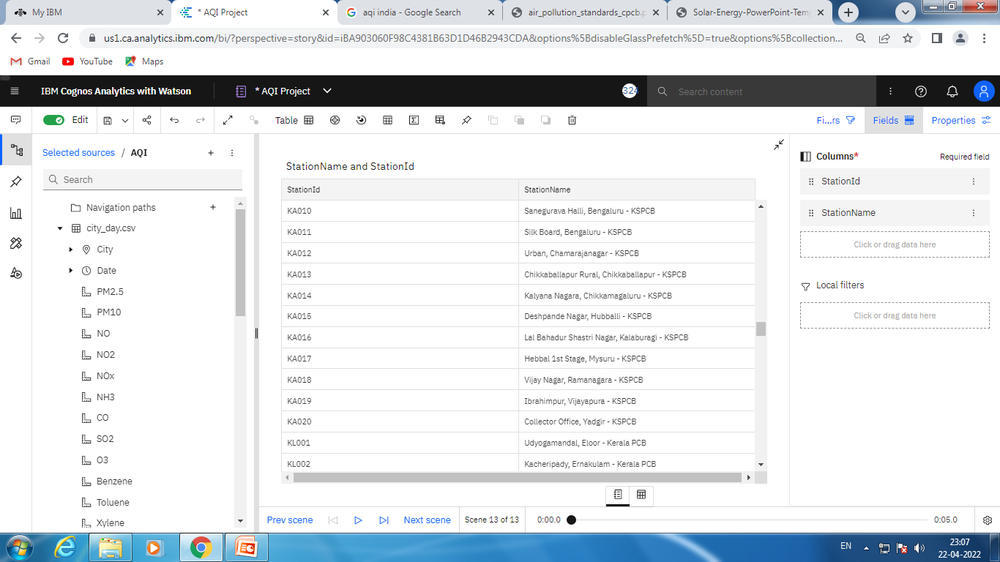 My IBM
* AQI Project
aqi india - Google Search
air_pollution_standards_cpcb.p
Solar-Energy-PowerPoint-Temp
us1.ca.analytics.ibm.com/bi/?perspective=story&id=iBA903060F98C4381B63D1D46B2943CDA&options%5BdisableGlassPrefetch%5D=true&options%5Bcollection...
Gmail
YouTube
Maps
IBM Cognos Analytics with Watson
* AQI Project
324
Search content
Edit
Table
Fi...rs
Fields
Properties
Selected sources / AQI
Search
Navigation paths
city_day.csv
City
Date
PM2.5
PM10
NO
NO2
NOx
NH3
CO
SO2
O3
Benzene
Toluene
Xylene
StationName and StationId
StationId StationName
KA010 Sanegurava Halli, Bengaluru - KSPCB
KA011 Silk Board, Bengaluru - KSPCB
KA012 Urban, Chamarajanagar - KSPCB
KA013 Chikkaballapur Rural, Chikkaballapur - KSPCB
KA014 Kalyana Nagara, Chikkamagaluru - KSPCB
KA015 Deshpande Nagar, Hubballi - KSPCB
KA016 Lal Bahadur Shastri Nagar, Kalaburagi - KSPCB
KA017 Hebbal 1st Stage, Mysuru - KSPCB
KA018 Vijay Nagar, Ramanagara - KSPCB
KA019 Ibrahimpur, Vijayapura - KSPCB
KA020 Collector Office, Yadgir - KSPCB
KL001 Udyogamandal, Eloor - Kerala PCB
KL002 Kacheripady, Ernakulam - Kerala PCB
Columns* Required field
StationId
StationName
Click or drag data here
Local filters
Click or drag data here
Prev scene
Next scene
Scene 13 of 13
0:00.0
0:05.0
EN
23:07
22-04-2022